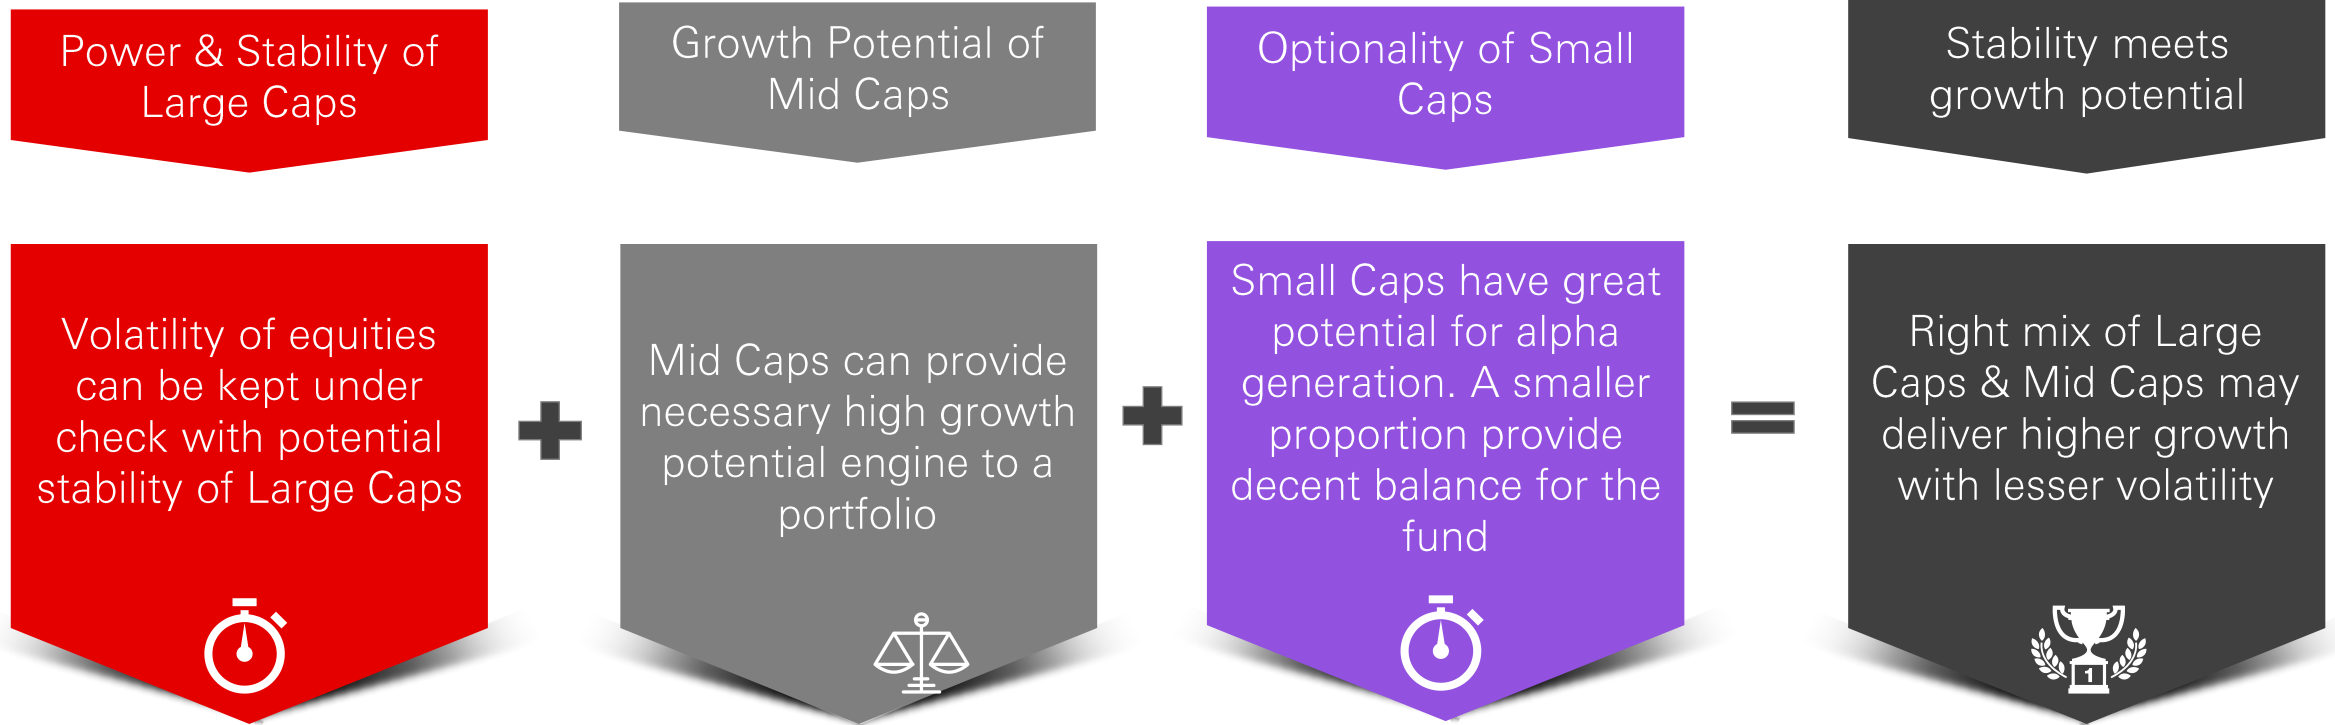 Power & Stability of
Large Caps
Growth Potential of
Mid Caps
Optionality of Small
Caps
Stability meets
growth potential
Volatility of equities
can be kept under
check with potential
stability of Large Caps
Mid Caps can provide
necessary high growth
potential engine to a
portfolio
Small Caps have great
potential for alpha
generation. A smaller
proportion provide
decent balance for the
fund
Right mix of Large
Caps & Mid Caps may
deliver higher growth
with lesser volatility
1